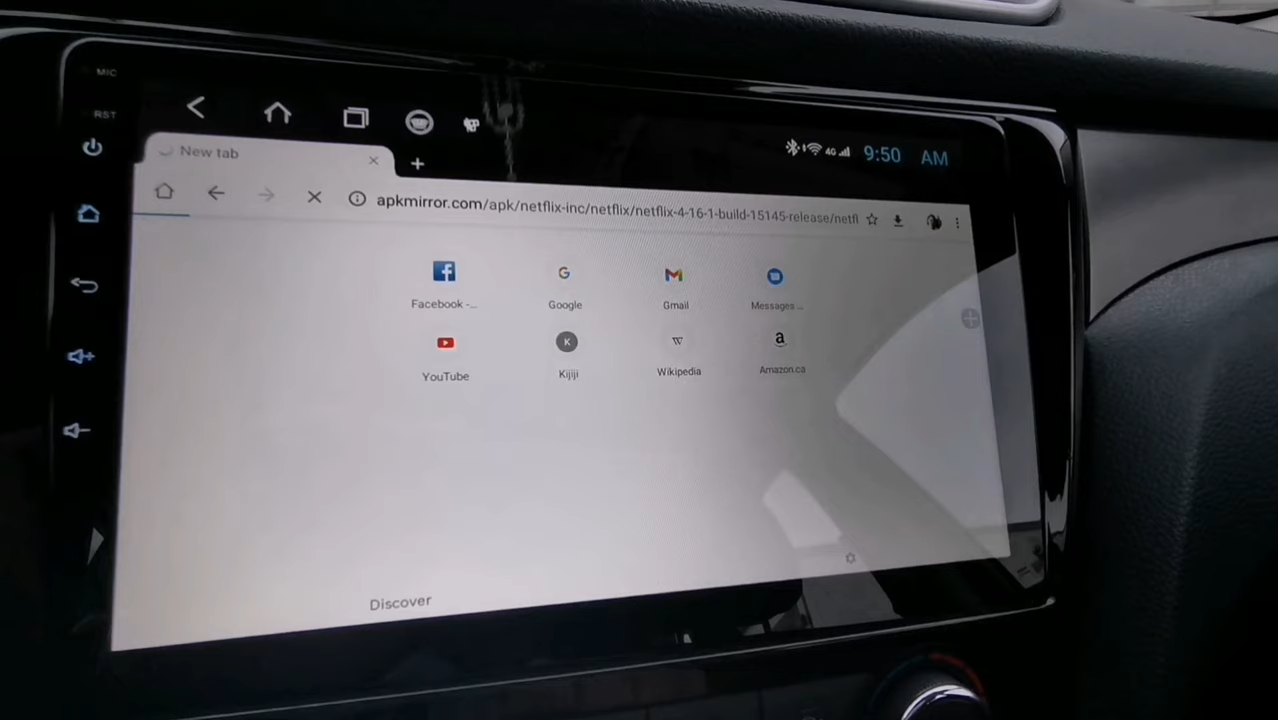 MIC
RST
9:50 AM
4G
New tab
apkmirror.com/apk/netflix-inc/netflix/netflix-4-16-1-build-15145-release/netfl
Facebook -...
Google
Gmail
Messages ...
YouTube
K
Kijiji
W
Wikipedia
a
Amazon.ca
Discover